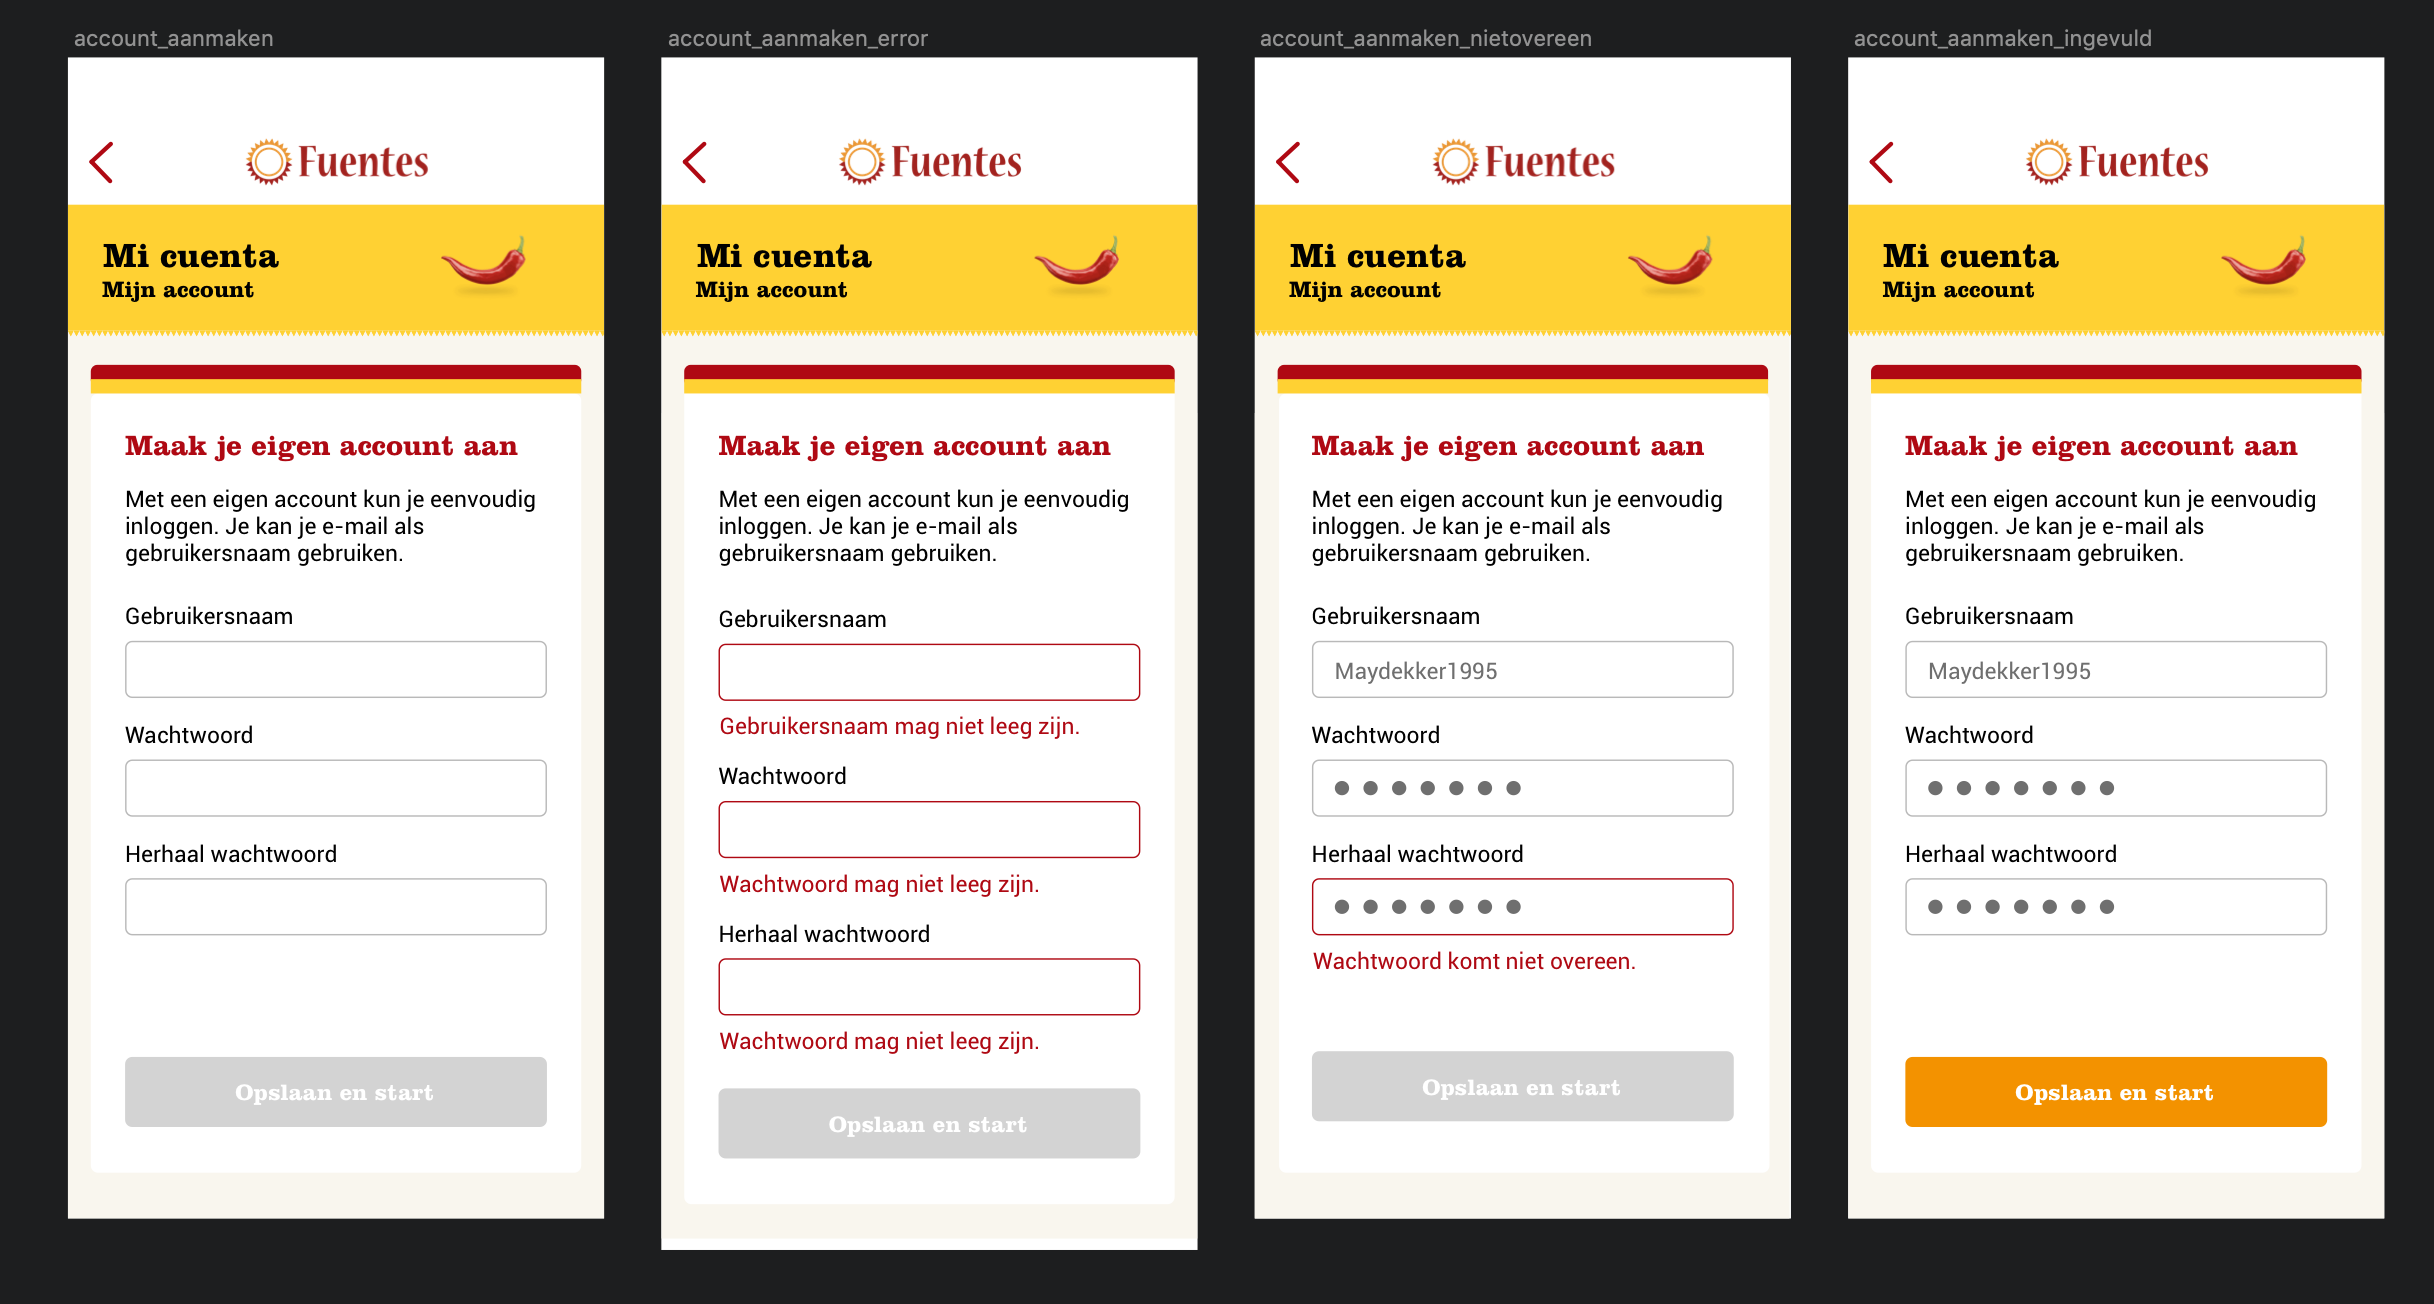 account_aanmaken
Fuentes
Mi cuenta
Mijn account
Maak je eigen account aan
Met een eigen account kun je eenvoudig
inloggen. Je kan je e-mail als
gebruikersnaam gebruiken.
Gebruikersnaam
Wachtwoord
Herhaal wachtwoord
Opslaan en start
account_aanmaken_error
Fuentes
Mi cuenta
Mijn account
Maak je eigen account aan
Met een eigen account kun je eenvoudig
inloggen. Je kan je e-mail als
gebruikersnaam gebruiken.
Gebruikersnaam
Gebruikersnaam mag niet leeg zijn.
Wachtwoord
Wachtwoord mag niet leeg zijn.
Herhaal wachtwoord
Wachtwoord mag niet leeg zijn.
Opslaan en start
account_aanmaken_nietovereen
Fuentes
Mi cuenta
Mijn account
Maak je eigen account aan
Met een eigen account kun je eenvoudig
inloggen. Je kan je e-mail als
gebruikersnaam gebruiken.
Gebruikersnaam
Maydekker1995
Wachtwoord
Herhaal wachtwoord
Wachtwoord komt niet overeen.
Opslaan en start
account_aanmaken_ingevuld
Fuentes
Mi cuenta
Mijn account
Maak je eigen account aan
Met een eigen account kun je eenvoudig
inloggen. Je kan je e-mail als
gebruikersnaam gebruiken.
Gebruikersnaam
Maydekker1995
Wachtwoord
Herhaal wachtwoord
Opslaan en start